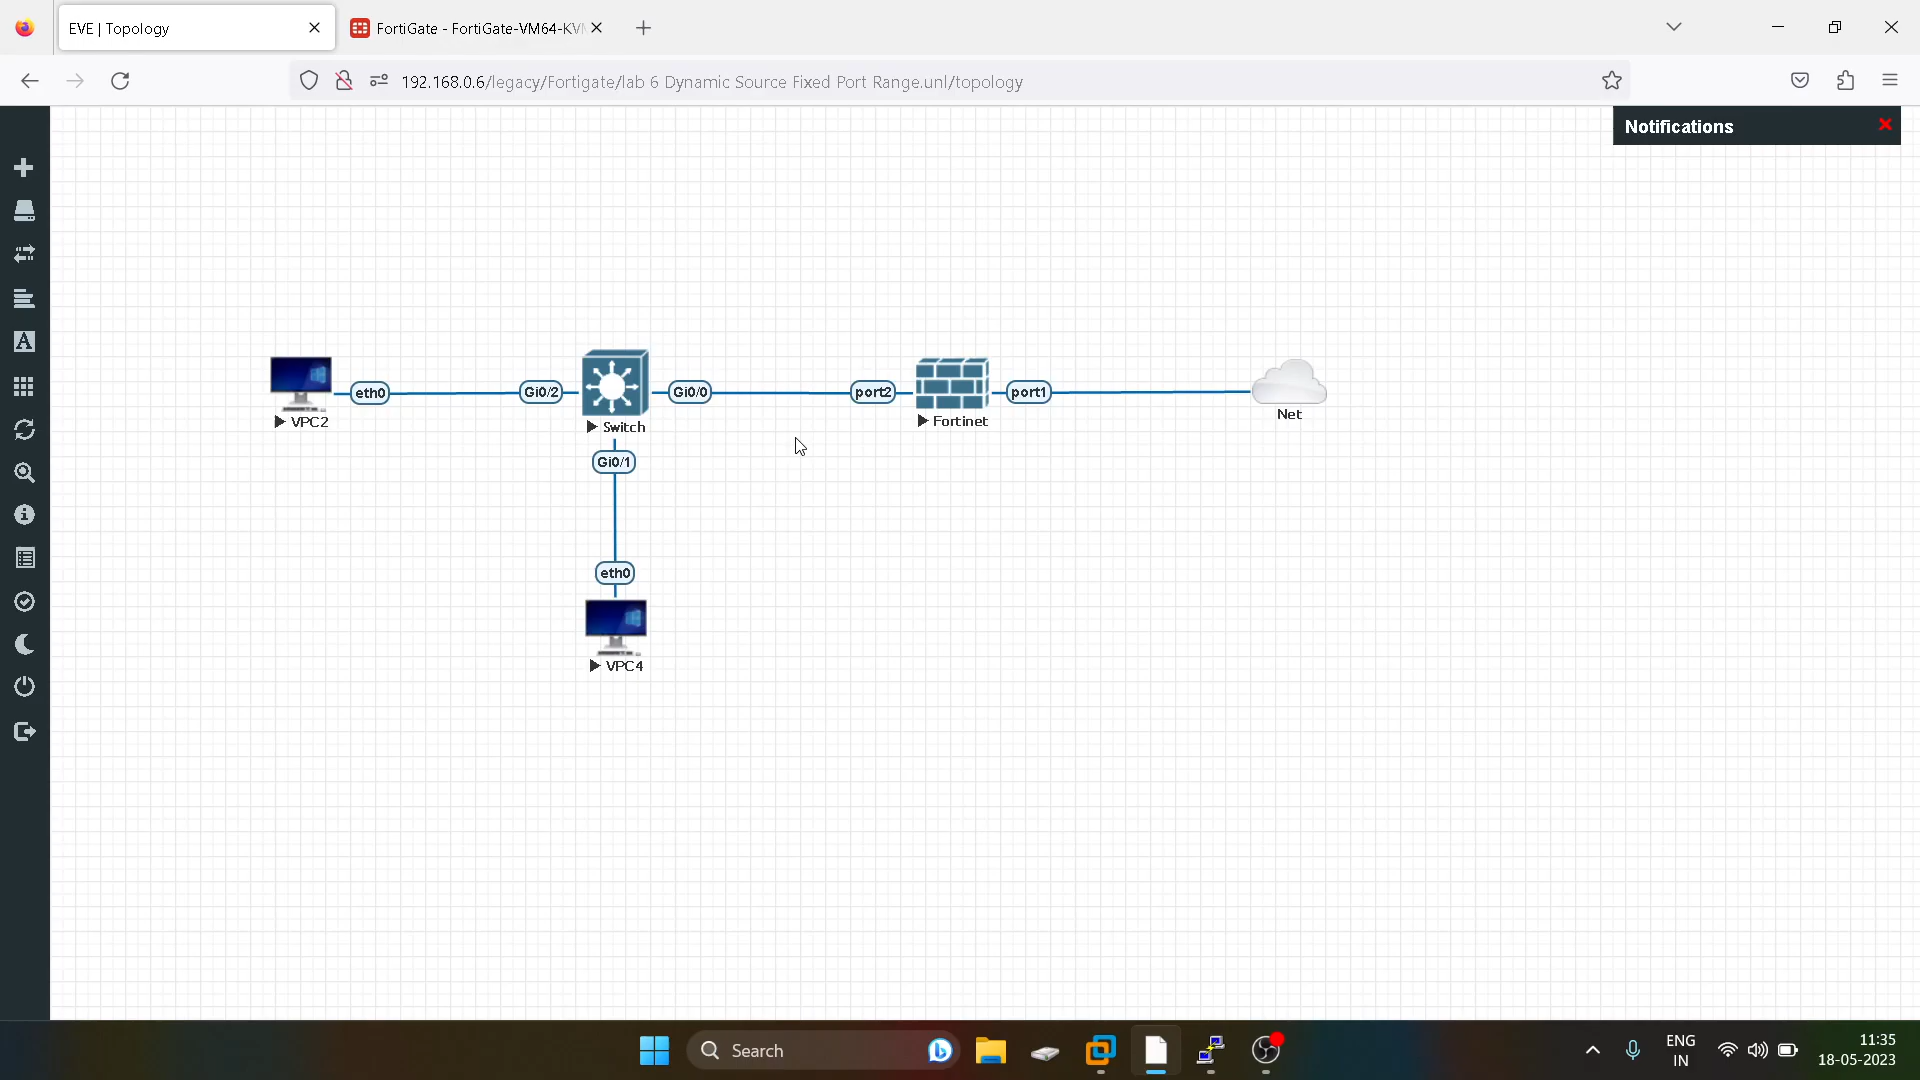 EVE | Topology
FortiGate - FortiGate-VM64-KV
192.168.0.6/legacy/Fortigate/lab 6 Dynamic Source Fixed Port Range.unl/topology
Notifications
eth0
Gi0/2
Gi0/0
port2
port1
VPC2
Switch
Fortinet
Net
Gi0/1
eth0
VPC4
Search
ENG
IN
11:35
18-05-2023